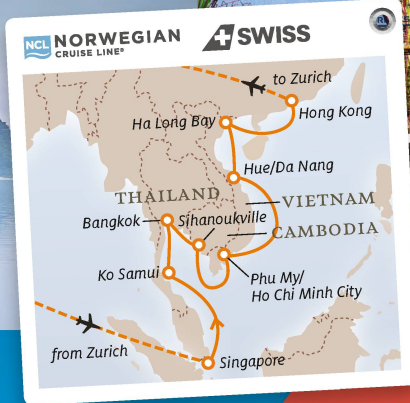 NCL NORWEGIAN
CRUISE LINE®
SWISS
to Zurich
Hong Kong
Ha Long Bay
Hue/Da Nang
THAILAND
VIETNAM
Bangkok
Sihanoukville
CAMBODIA
Ko Samui
Phu My/
Ho Chi Minh City
from Zurich
Singapore